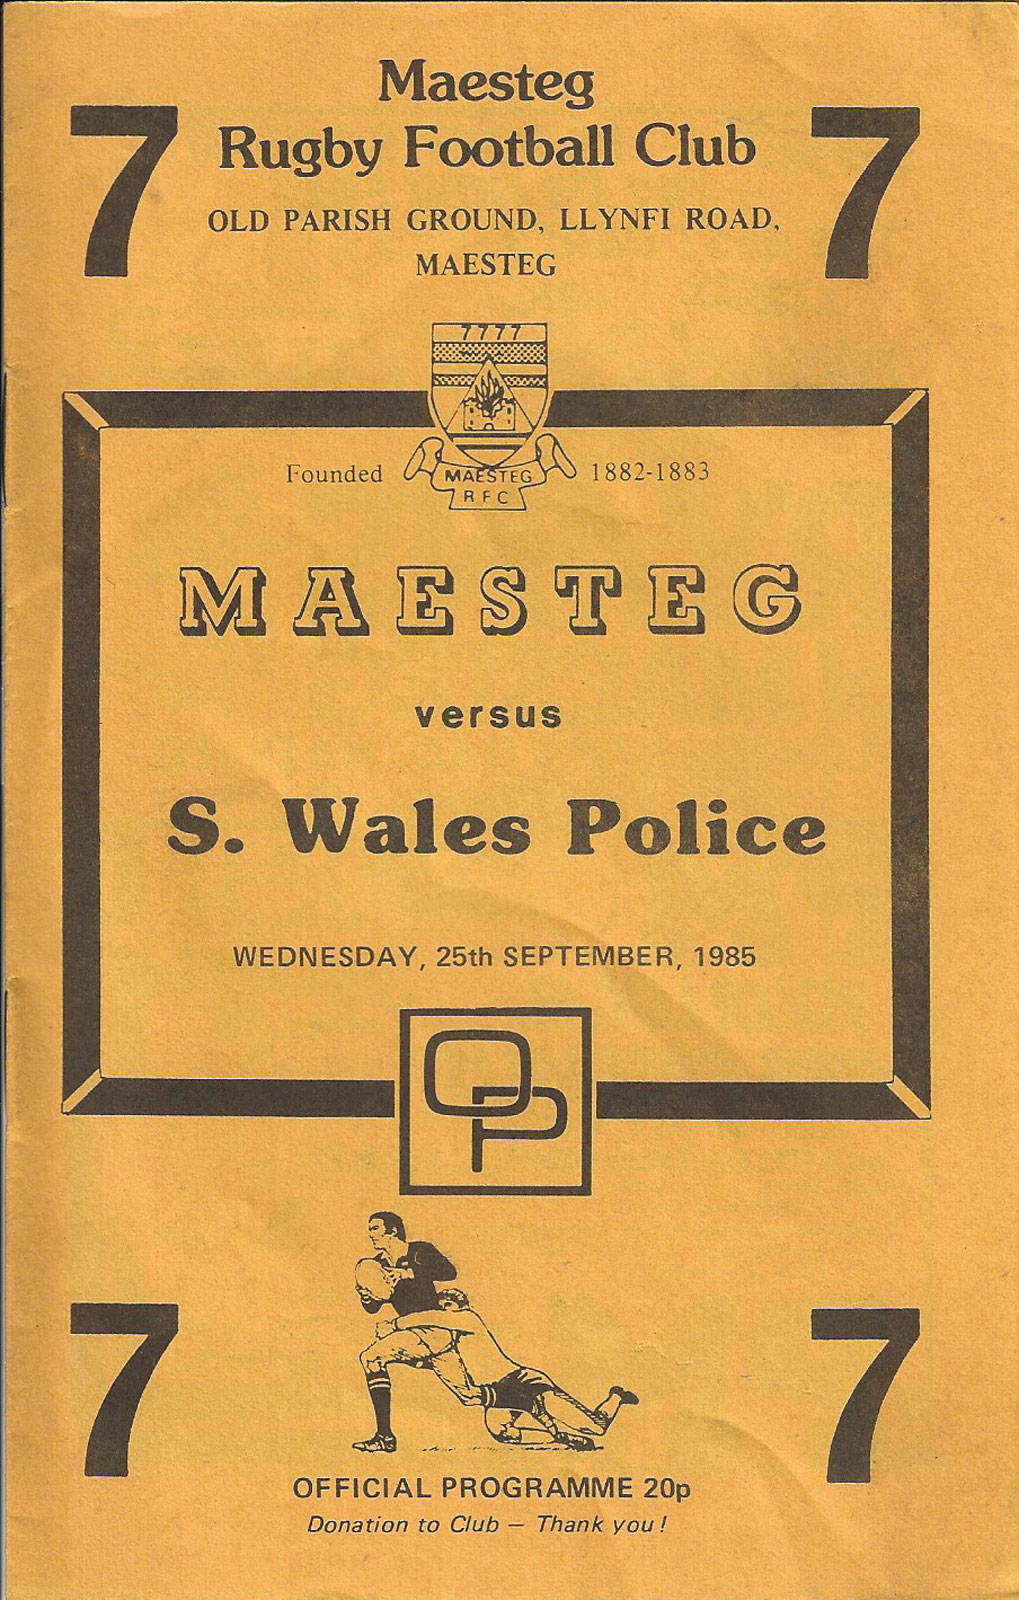 Maesteg
7 Rugby Football Club 7
OLD PARISH GROUND, LLYNFI ROAD,
MAESTEG
7777
Founded 1882-1883
MAESTEG
RFC
MAESTEG
versus
S. Wales Police
WEDNESDAY, 25th SEPTEMBER, 1985
OP
7 7
OFFICIAL PROGRAMME 20p
Donation to Club — Thank you!